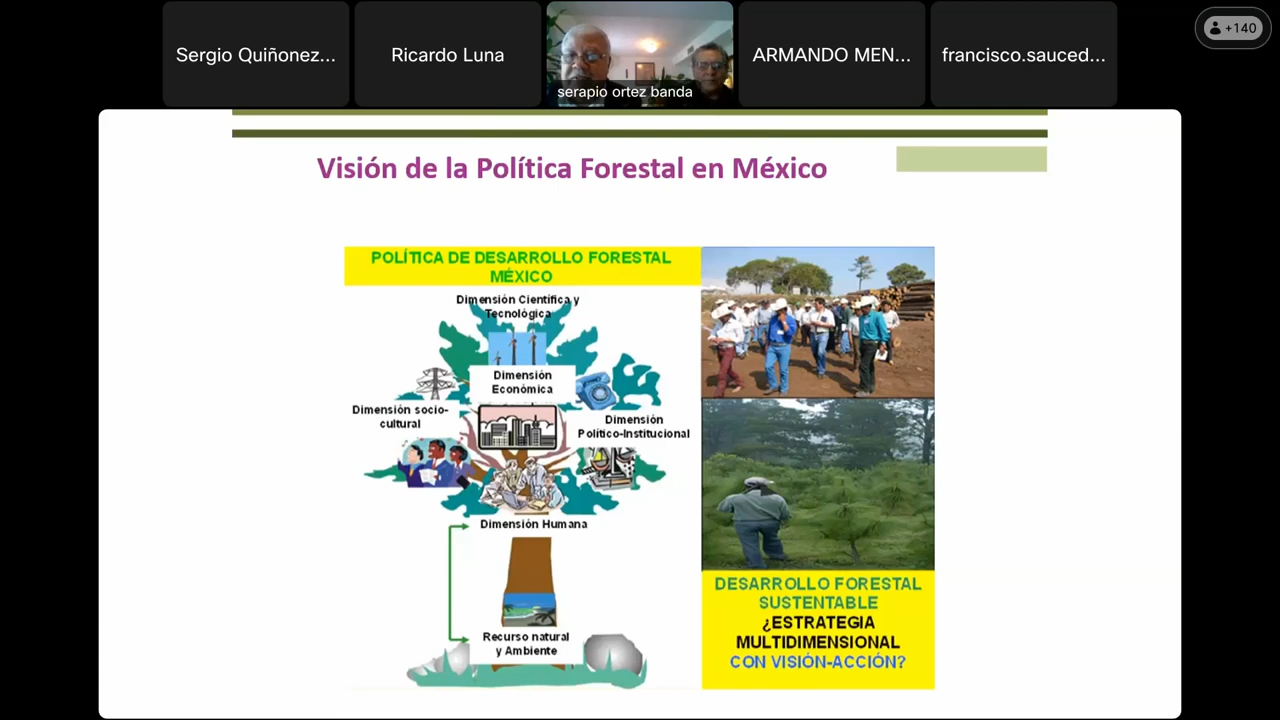 Sergio Quiñonez...
Ricardo Luna
serapio ortez banda
ARMANDO MEN...
francisco.sauced...
+140
Visión de la Política Forestal en México
POLÍTICA DE DESARROLLO FORESTAL
MÉXICO
Dimensión Científica y
Tecnológica
Dimensión
Económica
Dimensión socio-
cultural
Dimensión
Político-Institucional
Dimensión Humana
Recurso natural
y Ambiente
DESARROLLO FORESTAL
SUSTENTABLE
¿ESTRATEGIA
MULTIDIMENSIONAL
CON VISIÓN-ACCIÓN?